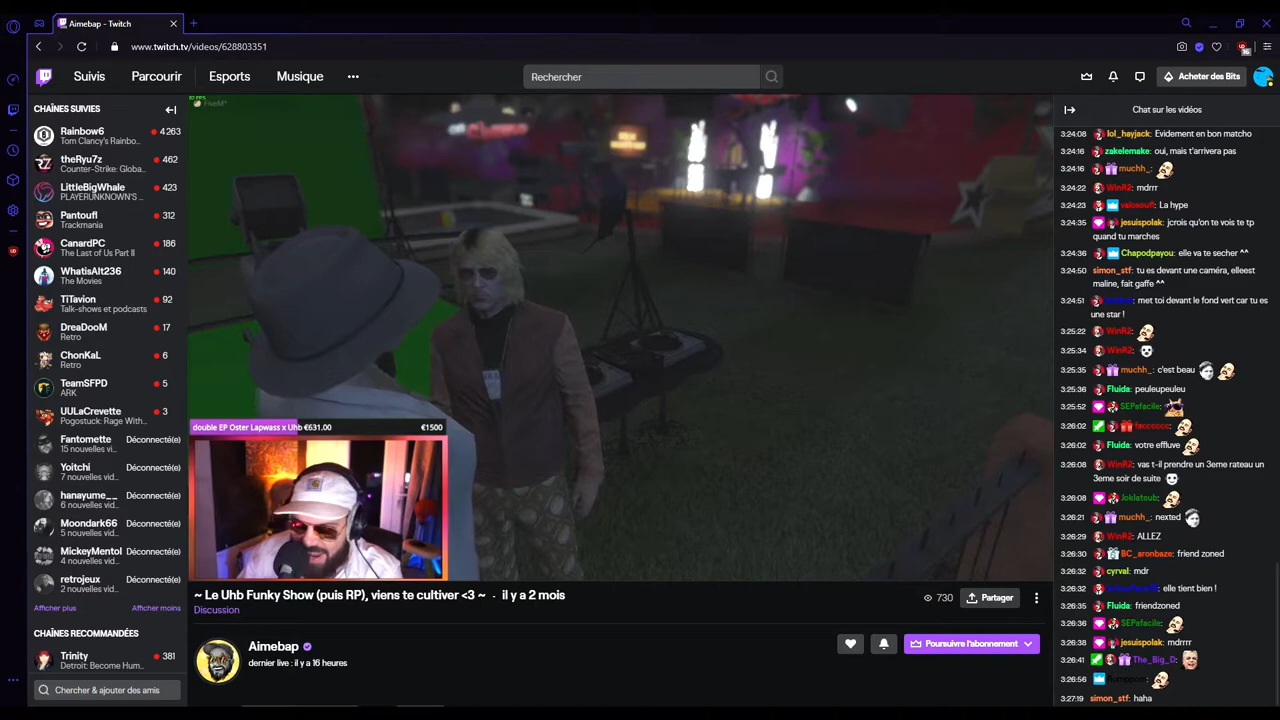 Aimebap - Twitch
www.twitch.tv/videos/628803351
Suivis
Parcourir
Esports
Musique
Rechercher
Acheter des Bits
CHAÎNES SUIVIES
Rainbow6
4 263
Tom Clancy's Rainbo...
theRyu7z
462
Counter-Strike: Globa...
LittleBigWhale
423
PLAYERUNKNOWN'S ...
Pantoufl
312
Trackmania
CanardPC
186
The Last of Us Part II
WhatisAlt236
140
The Movies
TiTavion
92
Talk-shows et podcasts
DreaDooM
17
Retro
ChonKaL
6
Retro
TeamSFPD
5
ARK
UULaCrevette
3
Pogostuck: Rage With...
Fantomette
Déconnecté(e)
15 nouvelles vid...
Yoitchi
Déconnecté(e)
7 nouvelles vid...
hanayume__
Déconnecté(e)
6 nouvelles vid...
Moondark66
Déconnecté(e)
5 nouvelles vid...
MickeyMentol
Déconnecté(e)
4 nouvelles vid...
retrojeux
Déconnecté(e)
2 nouvelles vid...
Afficher plus
Afficher moins
CHAÎNES RECOMMANDÉES
Trinity
381
Detroit: Become Hum...
Chercher & ajouter des amis
FiveM*
double EP Oster Lapwass x Uhb €631.00
€1500
~ Le Uhb Funky Show (puis RP), viens te cultiver <3 ~ - il y a 2 mois
Discussion
730
Partager
Aimebap
dernier live : il y a 16 heures
Poursuivre l'abonnement
Chat sur les vidéos
3:24:08 lol_hayjack: Evidement en bon matcho
3:24:16 zakelemake: oui, mais t'arrivera pas
3:24:16 muchh_:
3:24:22 WinR2: mdrrr
3:24:23 valosoufl: La hype
3:24:35 jesuispolak: jcrois qu'on te vois te tp
quand tu marches
3:24:41 Chapodpayou: elle va te secher ^^
3:24:50 simon_stf: tu es devant une caméra, elleest
maline, fait gaffe ^^
3:24:51 met toi devant le fond vert car tu es
une star !
3:25:22 WinR2:
3:25:34 WinR2:
3:25:35 muchh_: c'est beau
3:25:36 Fluida: peuleupeuleu
3:25:52 SEPafacile:
3:26:02
3:26:02 Fluida: votre effluve
3:26:08 WinR2: vas t-il prendre un 3eme rateau un
3eme soir de suite
3:26:08 Joklateub:
3:26:21 muchh_: nexted
3:26:29 WinR2: ALLEZ
3:26:30 BC_aronbaze: friend zoned
3:26:32 cyrval: mdr
3:26:32 elle tient bien !
3:26:35 Fluida: friendzoned
3:26:36 SEPafacile:
3:26:38 jesuispolak: mdrrrr
3:26:41 The_Big_D:
3:26:56
3:27:19 simon_stf: haha